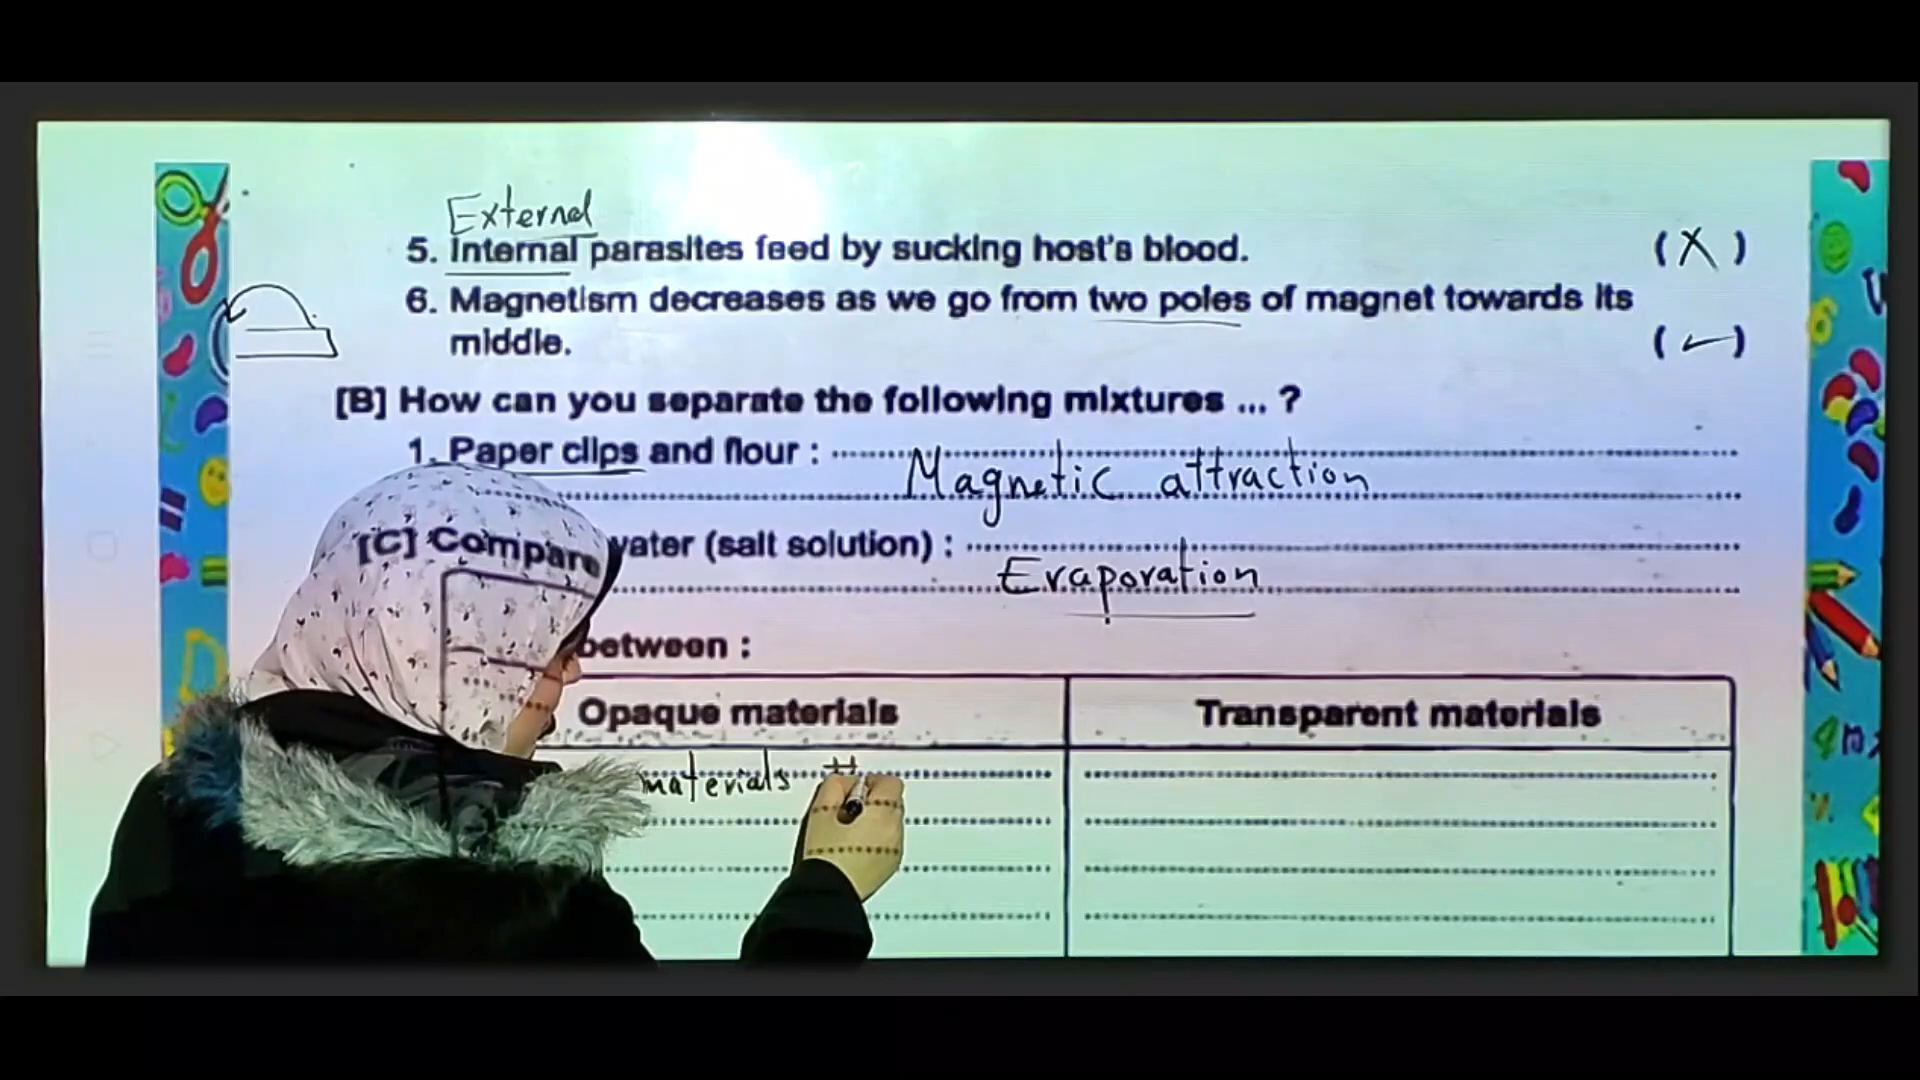 External
5. Internal parasites feed by sucking host's blood. (X)
6. Magnetism decreases as we go from two poles of magnet towards its
middle. (✓)
[B] How can you separate the following mixtures ... ?
1. Paper clips and flour :
Magnetic attraction
water (salt solution) :
Evaporation
[C] Compare between :
Opaque materials Transparent materials
materials